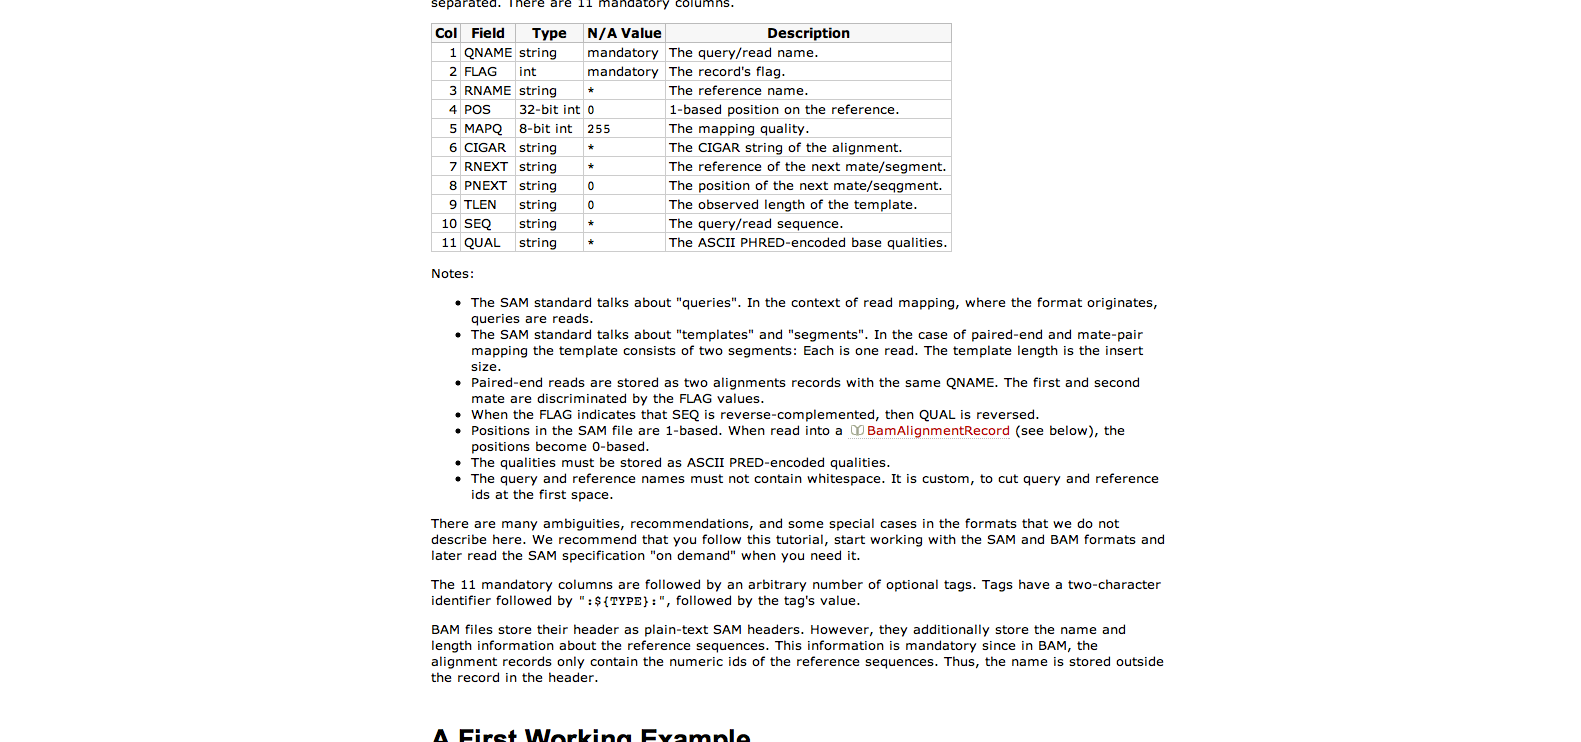 separated. There are 11 mandatory columns.
Col Field Type N/A Value Description
1 QNAME string mandatory The query/read name.
2 FLAG int mandatory The record's flag.
3 RNAME string * The reference name.
4 POS 32-bit int 0 1-based position on the reference.
5 MAPQ 8-bit int 255 The mapping quality.
6 CIGAR string * The CIGAR string of the alignment.
7 RNEXT string * The reference of the next mate/segment.
8 PNEXT string 0 The position of the next mate/seqgment.
9 TLEN string 0 The observed length of the template.
10 SEQ string * The query/read sequence.
11 QUAL string * The ASCII PHRED-encoded base qualities.
Notes:
• The SAM standard talks about "queries". In the context of read mapping, where the format originates,
queries are reads.
• The SAM standard talks about "templates" and "segments". In the case of paired-end and mate-pair
mapping the template consists of two segments: Each is one read. The template length is the insert
size.
• Paired-end reads are stored as two alignments records with the same QNAME. The first and second
mate are discriminated by the FLAG values.
• When the FLAG indicates that SEQ is reverse-complemented, then QUAL is reversed.
• Positions in the SAM file are 1-based. When read into a BamAlignmentRecord (see below), the
positions become 0-based.
• The qualities must be stored as ASCII PRED-encoded qualities.
• The query and reference names must not contain whitespace. It is custom, to cut query and reference
ids at the first space.
There are many ambiguities, recommendations, and some special cases in the formats that we do not
describe here. We recommend that you follow this tutorial, start working with the SAM and BAM formats and
later read the SAM specification "on demand" when you need it.
The 11 mandatory columns are followed by an arbitrary number of optional tags. Tags have a two-character
identifier followed by ":${TYPE}:", followed by the tag's value.
BAM files store their header as plain-text SAM headers. However, they additionally store the name and
length information about the reference sequences. This information is mandatory since in BAM, the
alignment records only contain the numeric ids of the reference sequences. Thus, the name is stored outside
the record in the header.
A First Working Example